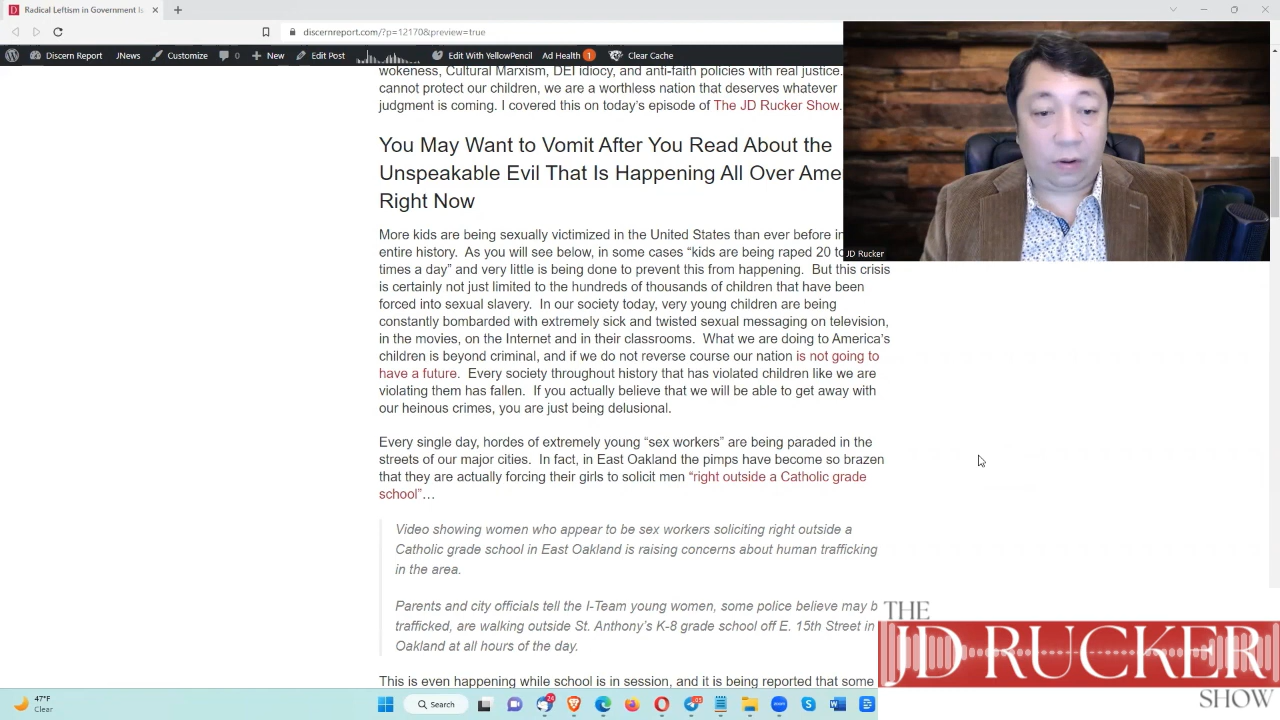 Radical Leftism in Government Is
discernreport.com/?p=12170&preview=true
Discern Report JNews Customize 0 New Edit Post Edit With YellowPencil Ad Health 1 Clear Cache
wokeness, Cultural Marxism, DEI idiocy, and anti-faith policies with real justice.
cannot protect our children, we are a worthless nation that deserves whatever
judgment is coming. I covered this on today's episode of The JD Rucker Show.
You May Want to Vomit After You Read About the
Unspeakable Evil That Is Happening All Over Ame
Right Now
More kids are being sexually victimized in the United States than ever before in
entire history. As you will see below, in some cases “kids are being raped 20 to
times a day” and very little is being done to prevent this from happening. But this crisis
is certainly not just limited to the hundreds of thousands of children that have been
forced into sexual slavery. In our society today, very young children are being
constantly bombarded with extremely sick and twisted sexual messaging on television,
in the movies, on the Internet and in their classrooms. What we are doing to America's
children is beyond criminal, and if we do not reverse course our nation is not going to
have a future. Every society throughout history that has violated children like we are
violating them has fallen. If you actually believe that we will be able to get away with
our heinous crimes, you are just being delusional.
Every single day, hordes of extremely young “sex workers” are being paraded in the
streets of our major cities. In fact, in East Oakland the pimps have become so brazen
that they are actually forcing their girls to solicit men “right outside a Catholic grade
school”…
Video showing women who appear to be sex workers soliciting right outside a
Catholic grade school in East Oakland is raising concerns about human trafficking
in the area.
Parents and city officials tell the I-Team young women, some police believe may b
trafficked, are walking outside St. Anthony's K-8 grade school off E. 15th Street in
Oakland at all hours of the day.
This is even happening while school is in session, and it is being reported that some
JD Rucker
THE
JD RUCKER
SHOW
47°F
Clear
Search
24